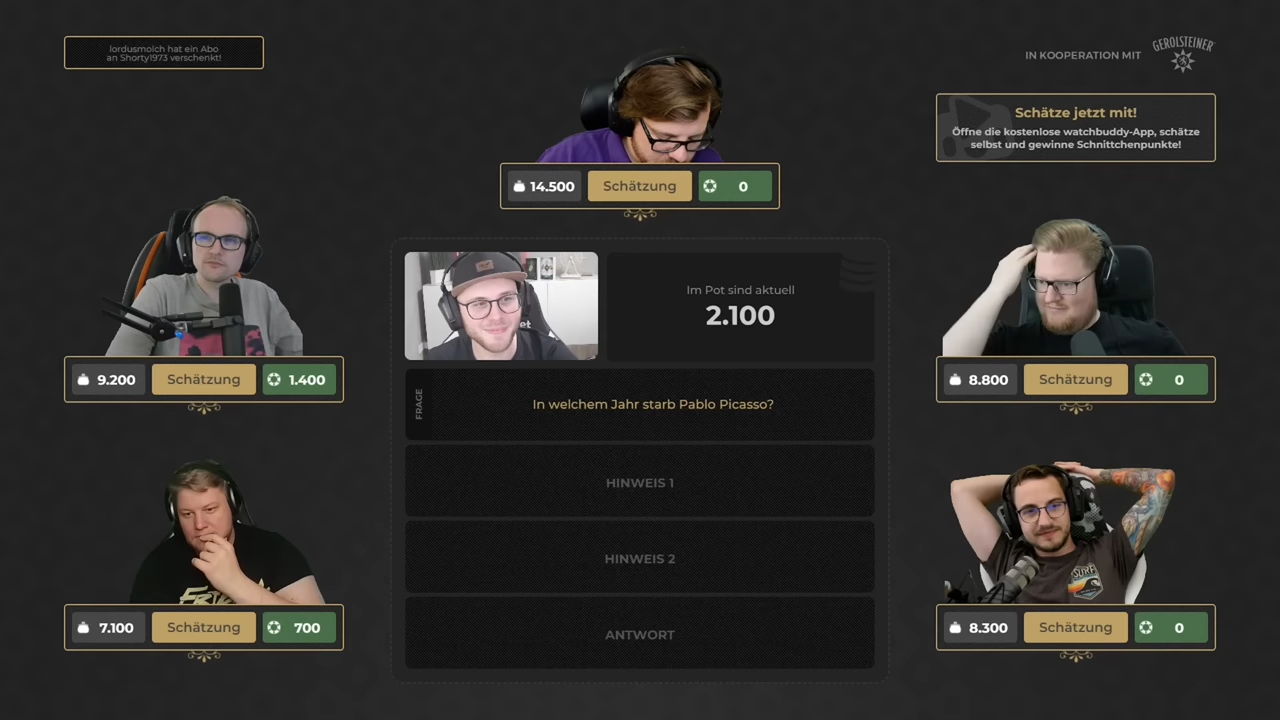 lordusmoich hat ein Abo
an Shorty1973 verschenkt!
IN KOOPERATION MIT
GEROLSTEINER
Schätze jetzt mit!
Öffne die kostenlose watchbuddy-App, schätze
selbst und gewinne Schnittchenpunkte!
14.500 Schätzung 0
Im Pot sind aktuell
2.100
9.200 Schätzung 1.400
8.800 Schätzung 0
FRAGE
In welchem Jahr starb Pablo Picasso?
HINWEIS 1
HINWEIS 2
ANTWORT
SURF
7.100 Schätzung 700
8.300 Schätzung 0